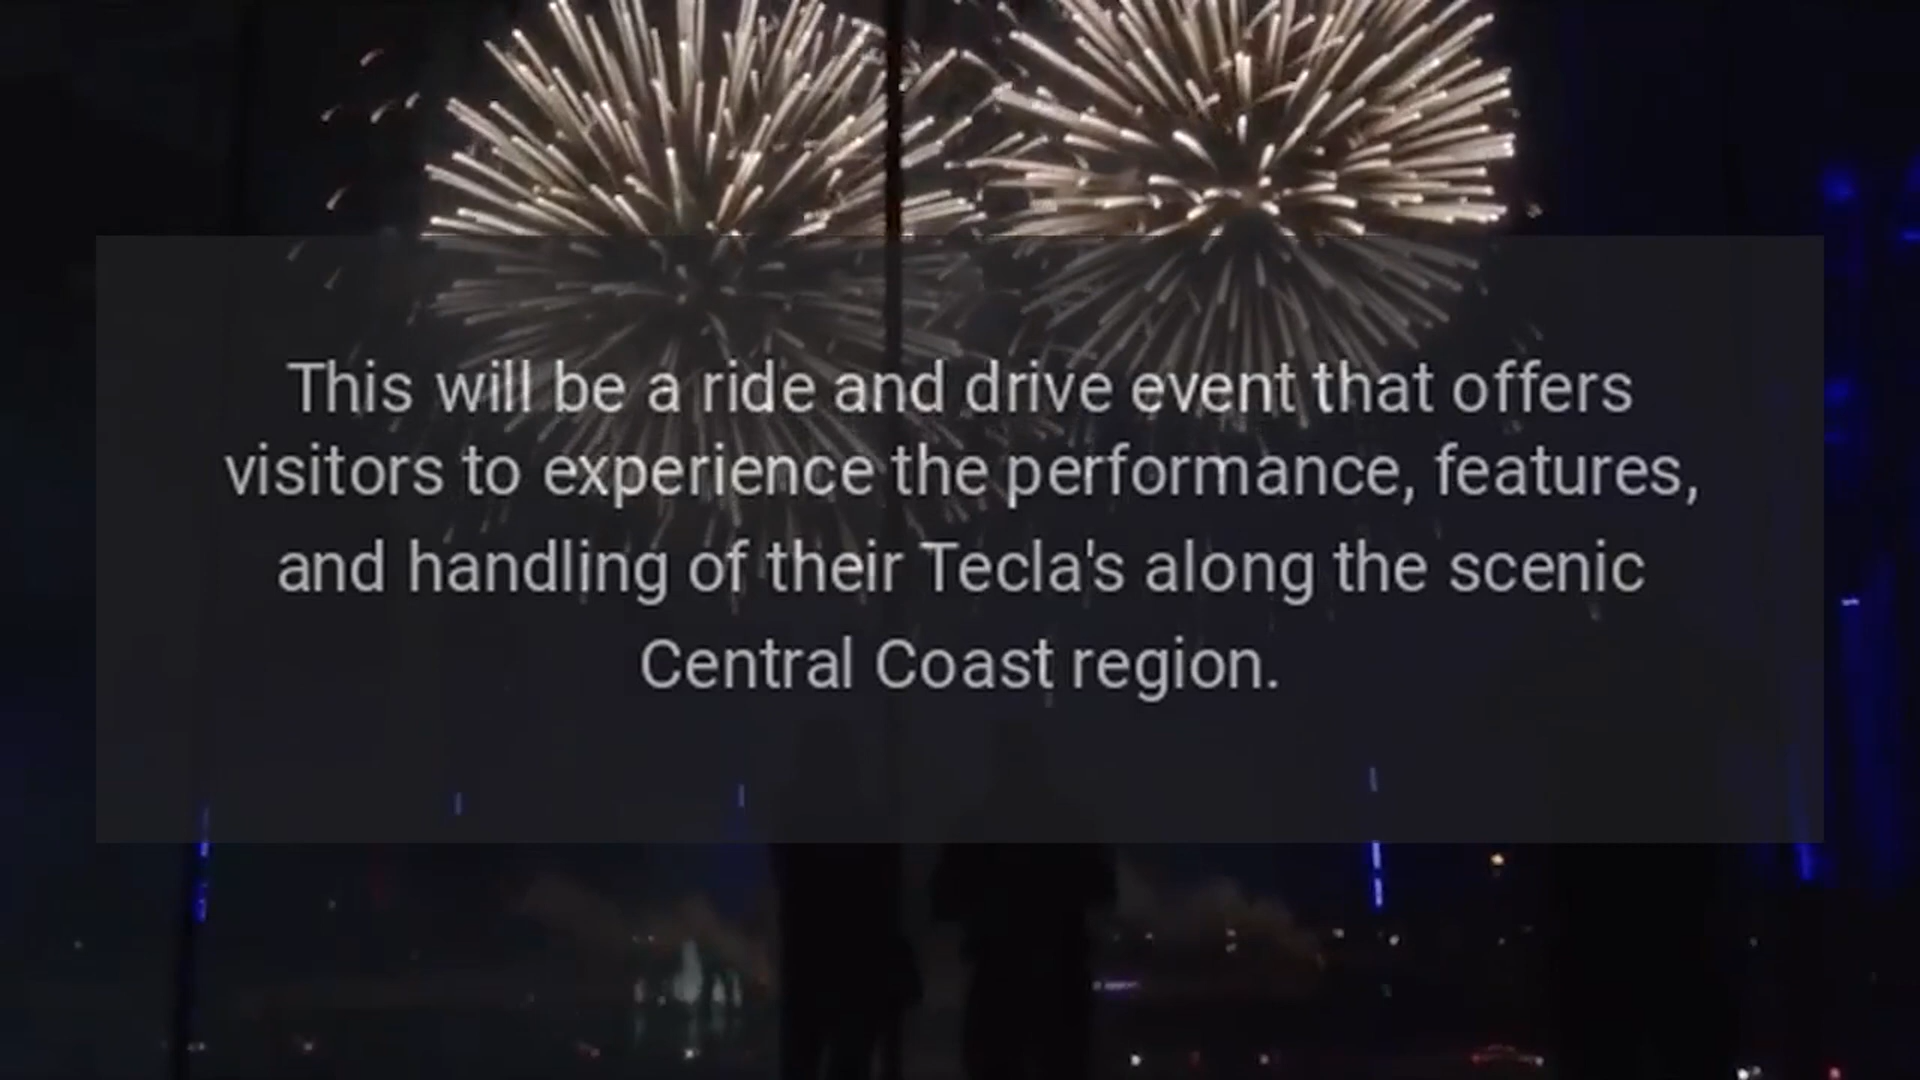 This will be a ride and drive event that offers
visitors to experience the performance, features,
and handling of their Tecla's along the scenic
Central Coast region.